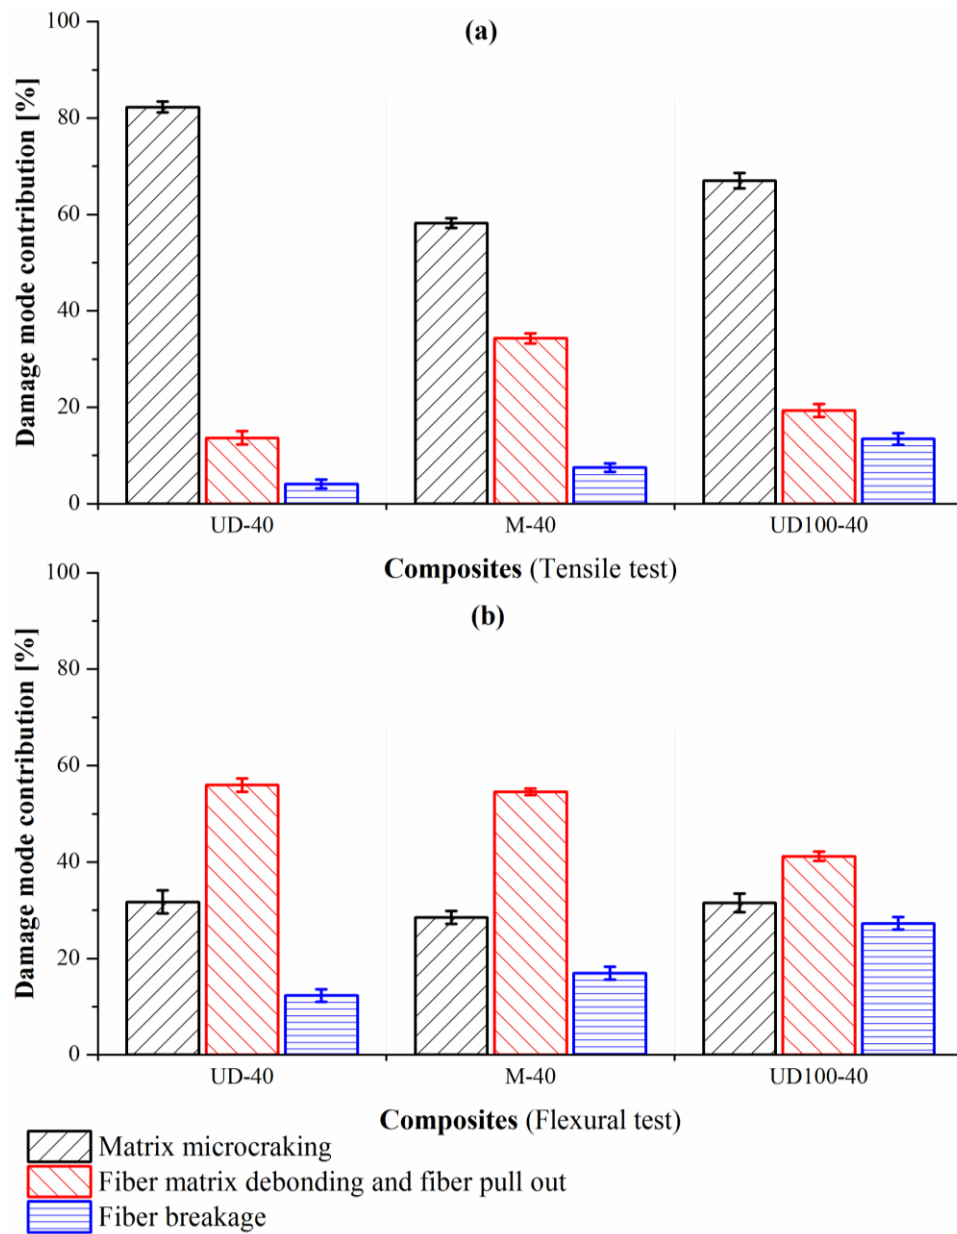 (a)
Damage mode contribution [%]
100
80
60
40
20
0
UD-40 M-40 UD100-40
Composites (Tensile test)
(b)
Damage mode contribution [%]
100
80
60
40
20
0
UD-40 M-40 UD100-40
Composites (Flexural test)
Matrix microcraking
Fiber matrix debonding and fiber pull out
Fiber breakage